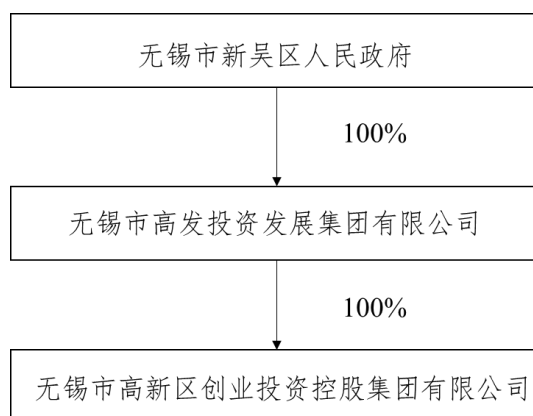 无锡市新吴区人民政府
100%
无锡市高发投资发展集团有限公司
100%
无锡市高新区创业投资控股集团有限公司